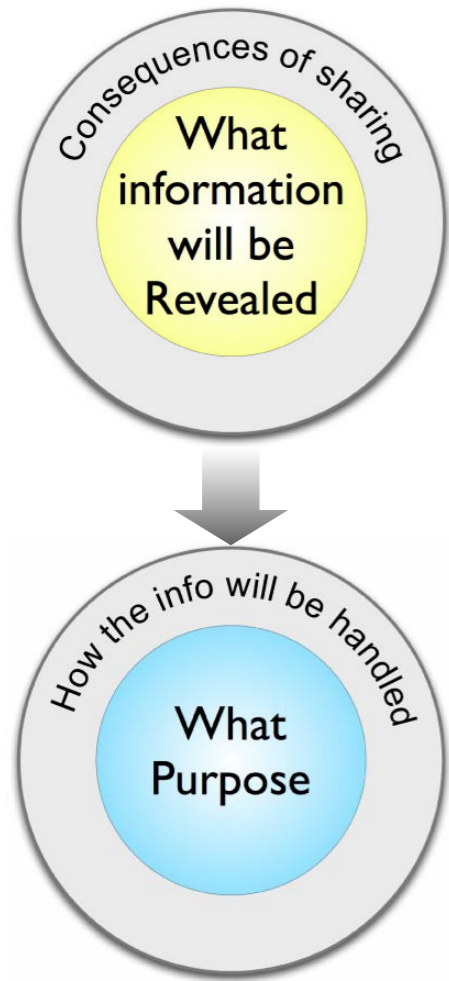 Consequences of sharing
What
information
will be
Revealed
How the info will be handled
What
Purpose